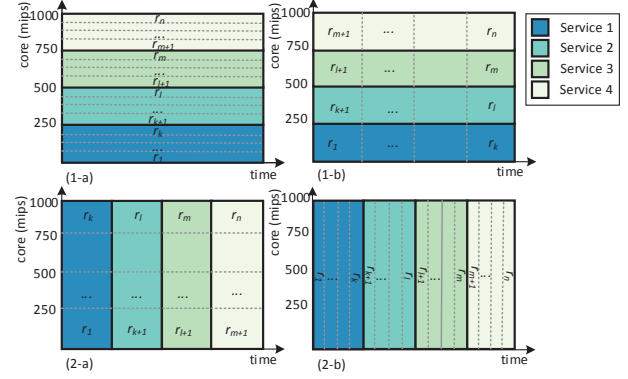 core (mips)
1000
750
500
250
r_n
...
r_{m+1}
r_m
...
r_{l+1}
r_l
...
r_{k+1}
r_k
...
r_1
(1-a)
time
core (mips)
1000
750
500
250
r_{m+1} ... r_n
r_{l+1} r_m
r_{k+1} r_l
r_1 ... r_k
(1-b)
time
Service 1
Service 2
Service 3
Service 4
core (mips)
1000
750
500
250
r_k r_l r_m r_n
... ... ... ...
r_1 r_{k+1} r_{l+1} r_{m+1}
(2-a)
time
core (mips)
1000
750
500
250
r_1 ... r_k r_{k+1} ... r_l r_{l+1} ... r_m r_{m+1} ... r_n
(2-b)
time